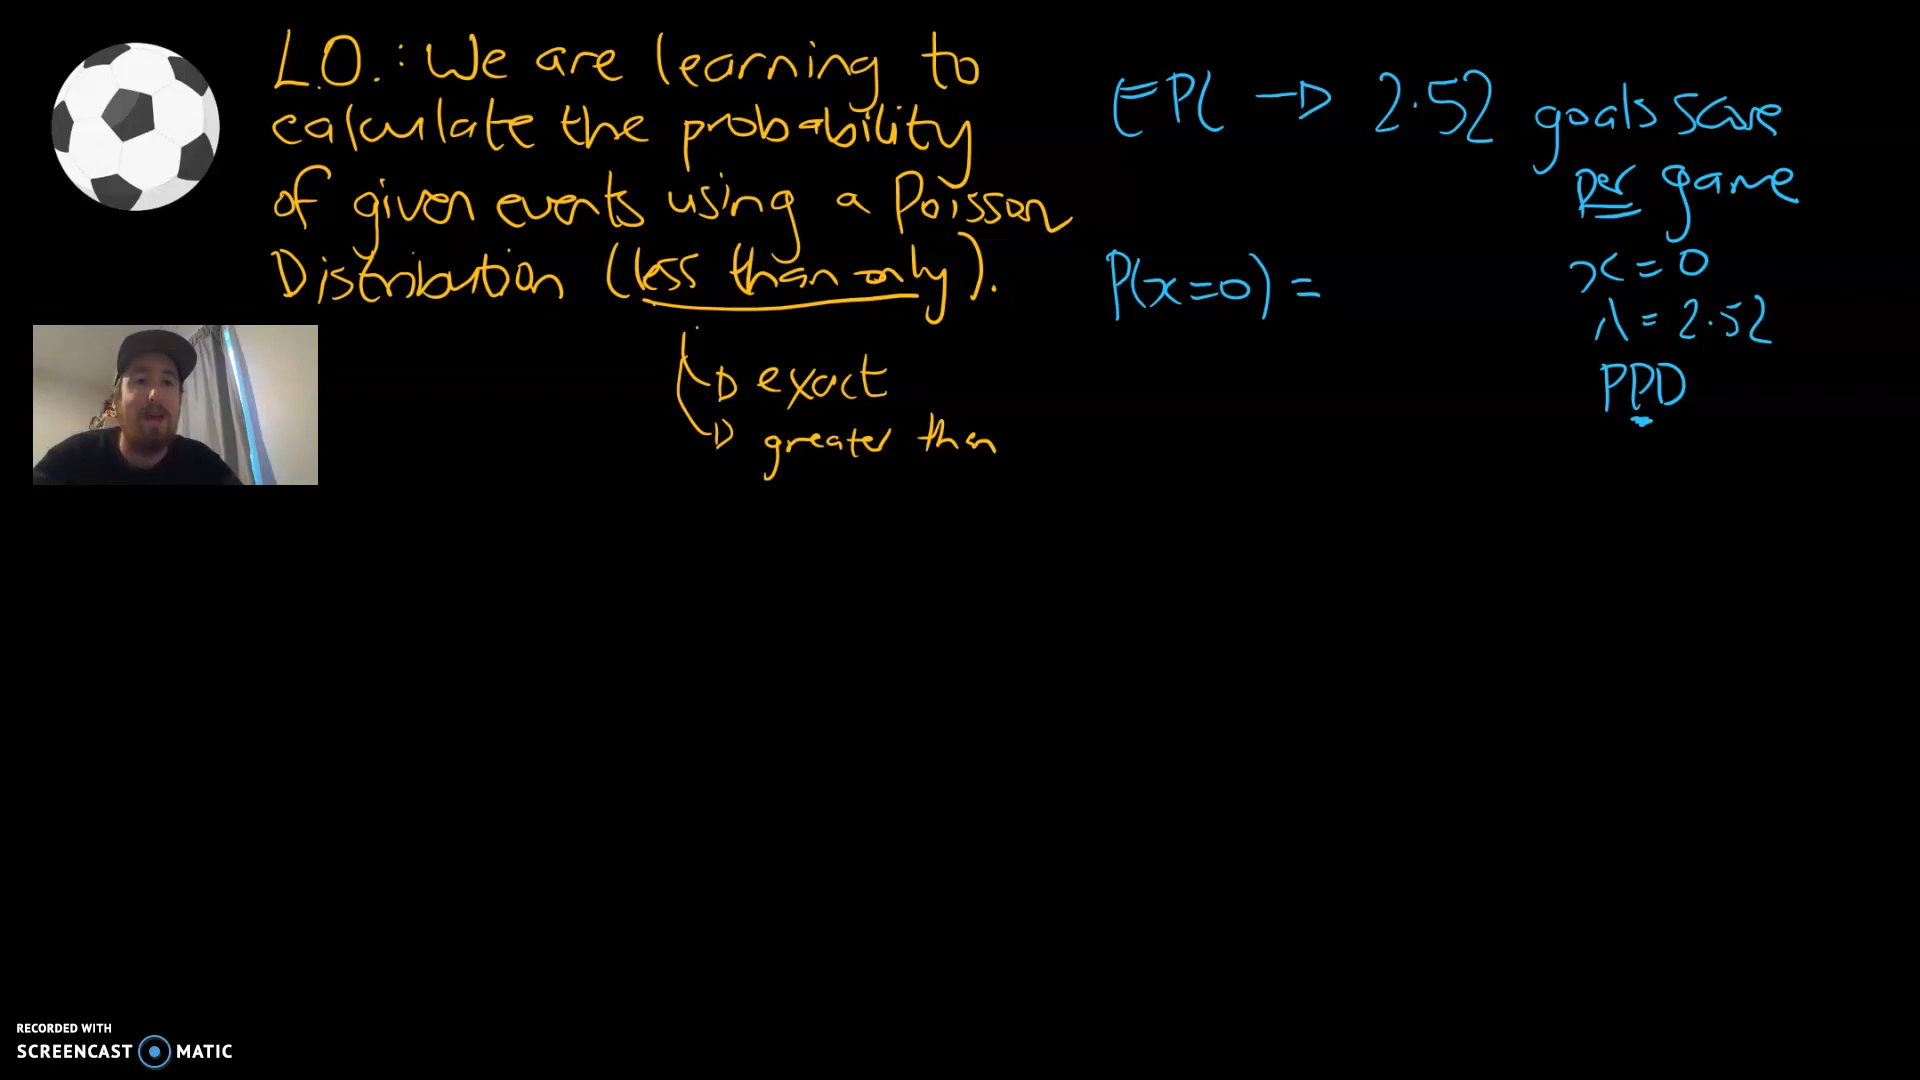 L.O.: We are learning to
calculate the probability
of given events using a Poisson
Distribution (less than only).
exact
greater than
EPL → 2.52 goals score
per game
P(x=0) =
x = 0
λ = 2.52
PPD
RECORDED WITH
SCREENCAST MATIC